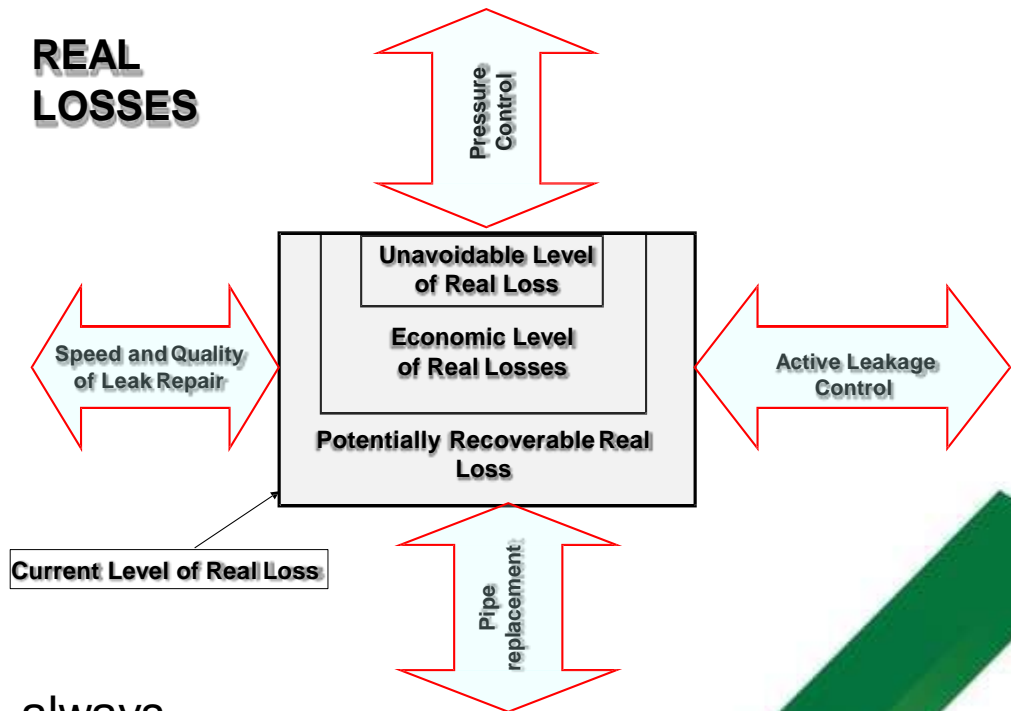 REAL
LOSSES
Pressure
Control
Unavoidable Level
of Real Loss
Economic Level
of Real Losses
Speed and Quality
of Leak Repair
Active Leakage
Control
Potentially Recoverable Real
Loss
Current Level of Real Loss
Pipe
replacement
always